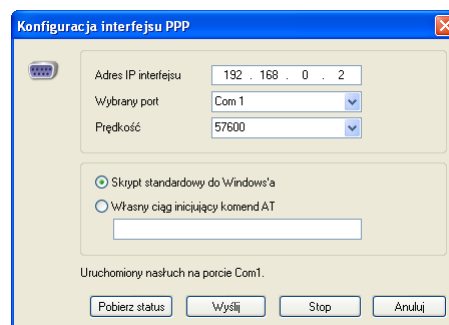 Konfiguracja interfejsu PPP
Adres IP interfejsu 192 . 168 . 0 . 2
Wybrany port Com 1
Prędkość 57600
Skrypt standardowy do Windows'a
Własny ciąg inicjujący komend AT
Uruchomiony nasłuch na porcie Com1.
Pobierz status Wyślij Stop Anuluj